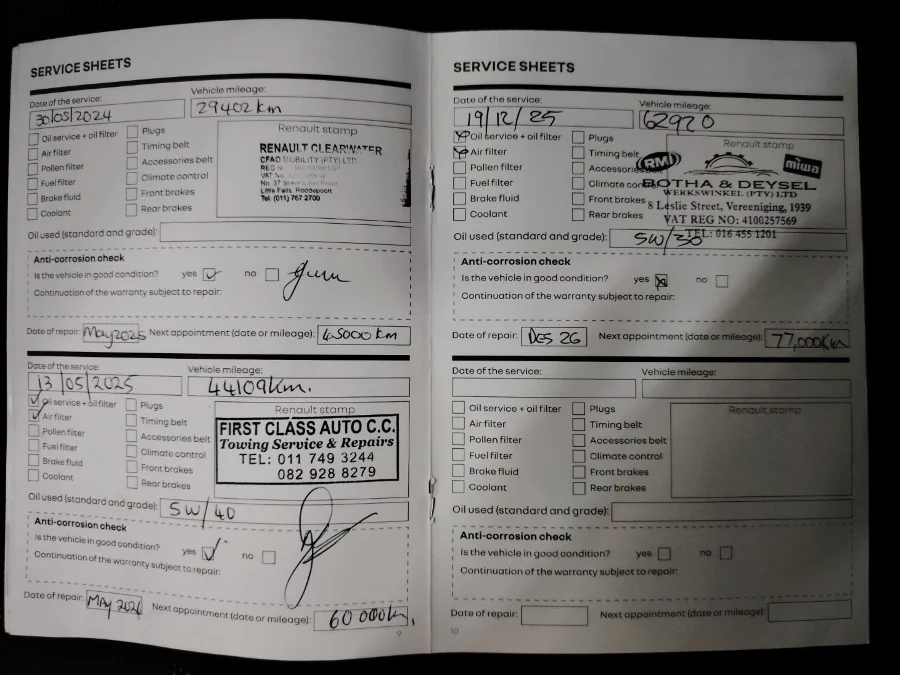 SERVICE SHEETS
Date of the service:
Vehicle mileage:
30/05/2024
29402km
Oil service + oil filter
Plugs
Renault stamp
Air filter
Timing belt
RENAULT CLEARWATER
Pollen filter
Accessories belt
CFAO MOBILITY (PTY) LTD
Fuel filter
Climate control
Brake fluid
Front brakes
Little Falls, Roodepoort
Coolant
Rear brakes
Tel: (011) 767 2700
Oil used (standard and grade):
Anti-corrosion check
Is the vehicle in good condition? yes no
Continuation of the warranty subject to repair:
Date of repair: May 2025 Next appointment (date or mileage): 45000 km
Date of the service:
Vehicle mileage:
13/05/2025
44109km.
Oil service + oil filter
Plugs
Renault stamp
Air filter
Timing belt
FIRST CLASS AUTO C.C.
Pollen filter
Accessories belt
Towing Service & Repairs
Fuel filter
Climate control
TEL: 011 749 3244
Brake fluid
Front brakes
082 928 8279
Coolant
Rear brakes
Oil used (standard and grade): 5W/40
Anti-corrosion check
Is the vehicle in good condition? yes no
Continuation of the warranty subject to repair:
Date of repair: MAY 2026 Next appointment (date or mileage): 60 000km.
9
SERVICE SHEETS
Date of the service:
Vehicle mileage:
19/12/25
62920
Oil service + oil filter
Plugs
Renault stamp
Air filter
Timing belt
RMI
miwa
Pollen filter
Accessories belt
Fuel filter
Climate control
BOTHA & DEYSEL
WERKSWINKEL (PTY) LTD
Brake fluid
Front brakes
8 Leslie Street, Vereeniging, 1939
Coolant
Rear brakes
VAT REG NO: 4100257569
TEL: 016 455 1201
Oil used (standard and grade): 5W/30
Anti-corrosion check
Is the vehicle in good condition? yes no
Continuation of the warranty subject to repair:
Date of repair: DES 26 Next appointment (date or mileage): 77,000km
Date of the service:
Vehicle mileage:
Oil service + oil filter
Plugs
Renault stamp
Air filter
Timing belt
Pollen filter
Accessories belt
Fuel filter
Climate control
Brake fluid
Front brakes
Coolant
Rear brakes
Oil used (standard and grade):
Anti-corrosion check
Is the vehicle in good condition? yes no
Continuation of the warranty subject to repair:
Date of repair: Next appointment (date or mileage):
10